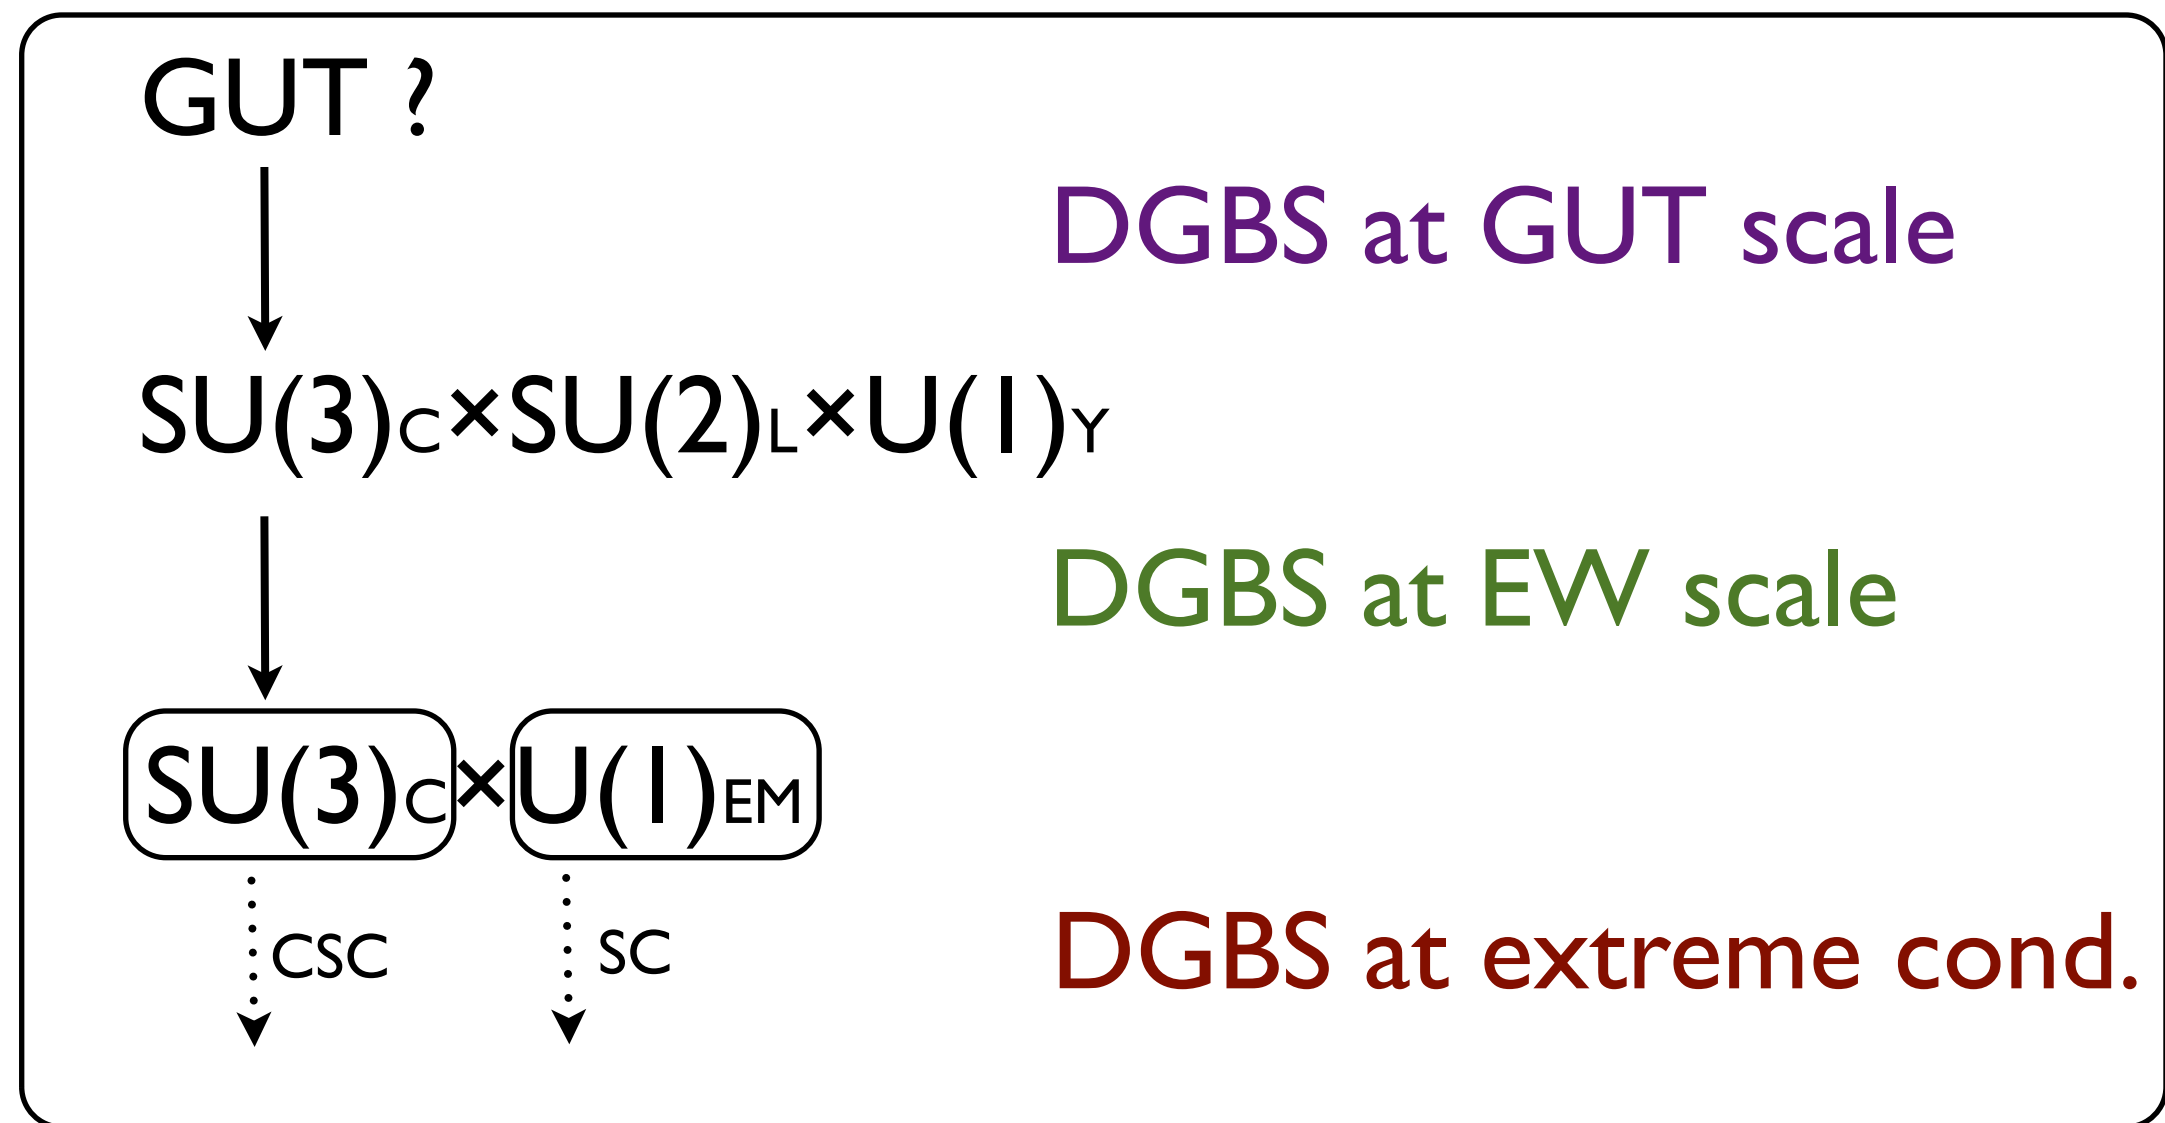 GUT ?
DGBS at GUT scale
SU(3)C×SU(2)L×U(1)Y
DGBS at EW scale
SU(3)C×U(1)EM
CSC SC
DGBS at extreme cond.